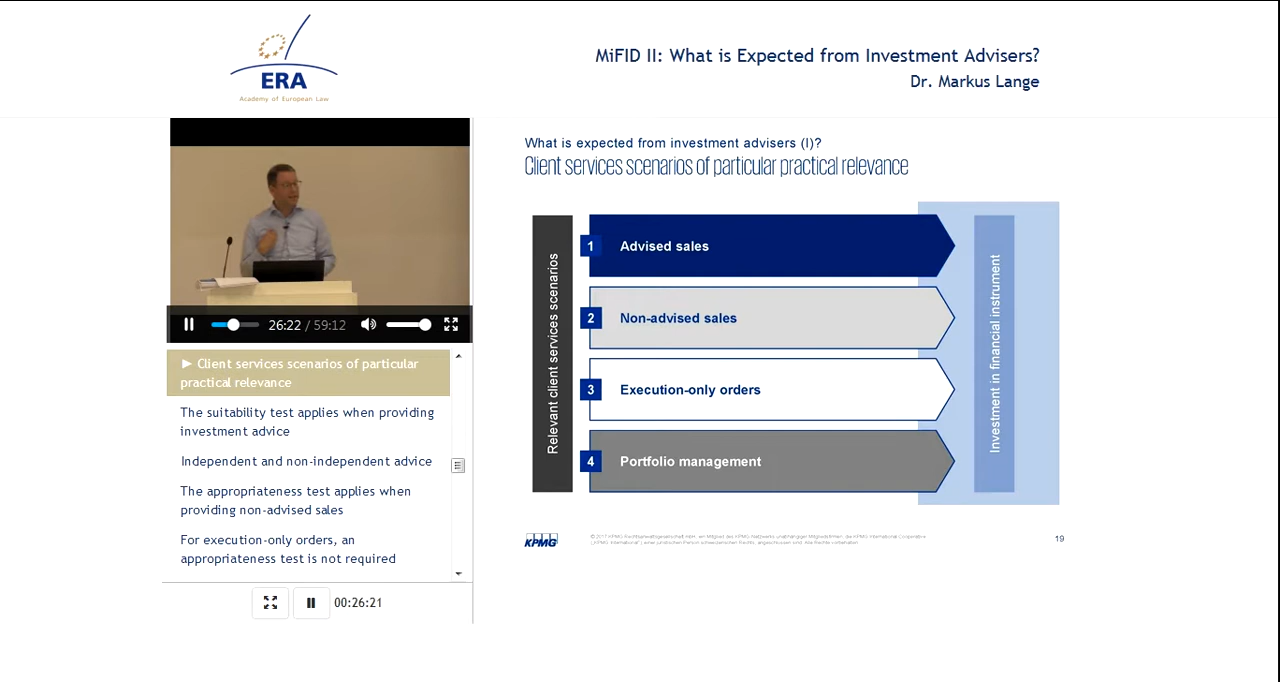 ERA
Academy of European Law
MiFID II: What is Expected from Investment Advisers?
Dr. Markus Lange
26:22 / 59:12
► Client services scenarios of particular
practical relevance
The suitability test applies when providing
investment advice
Independent and non-independent advice
The appropriateness test applies when
providing non-advised sales
For execution-only orders, an
appropriateness test is not required
00:26:21
What is expected from investment advisers (I)?
Client services scenarios of particular practical relevance
Relevant client services scenarios
1 Advised sales
2 Non-advised sales
3 Execution-only orders
4 Portfolio management
Investment in financial instrument
KPMG
19